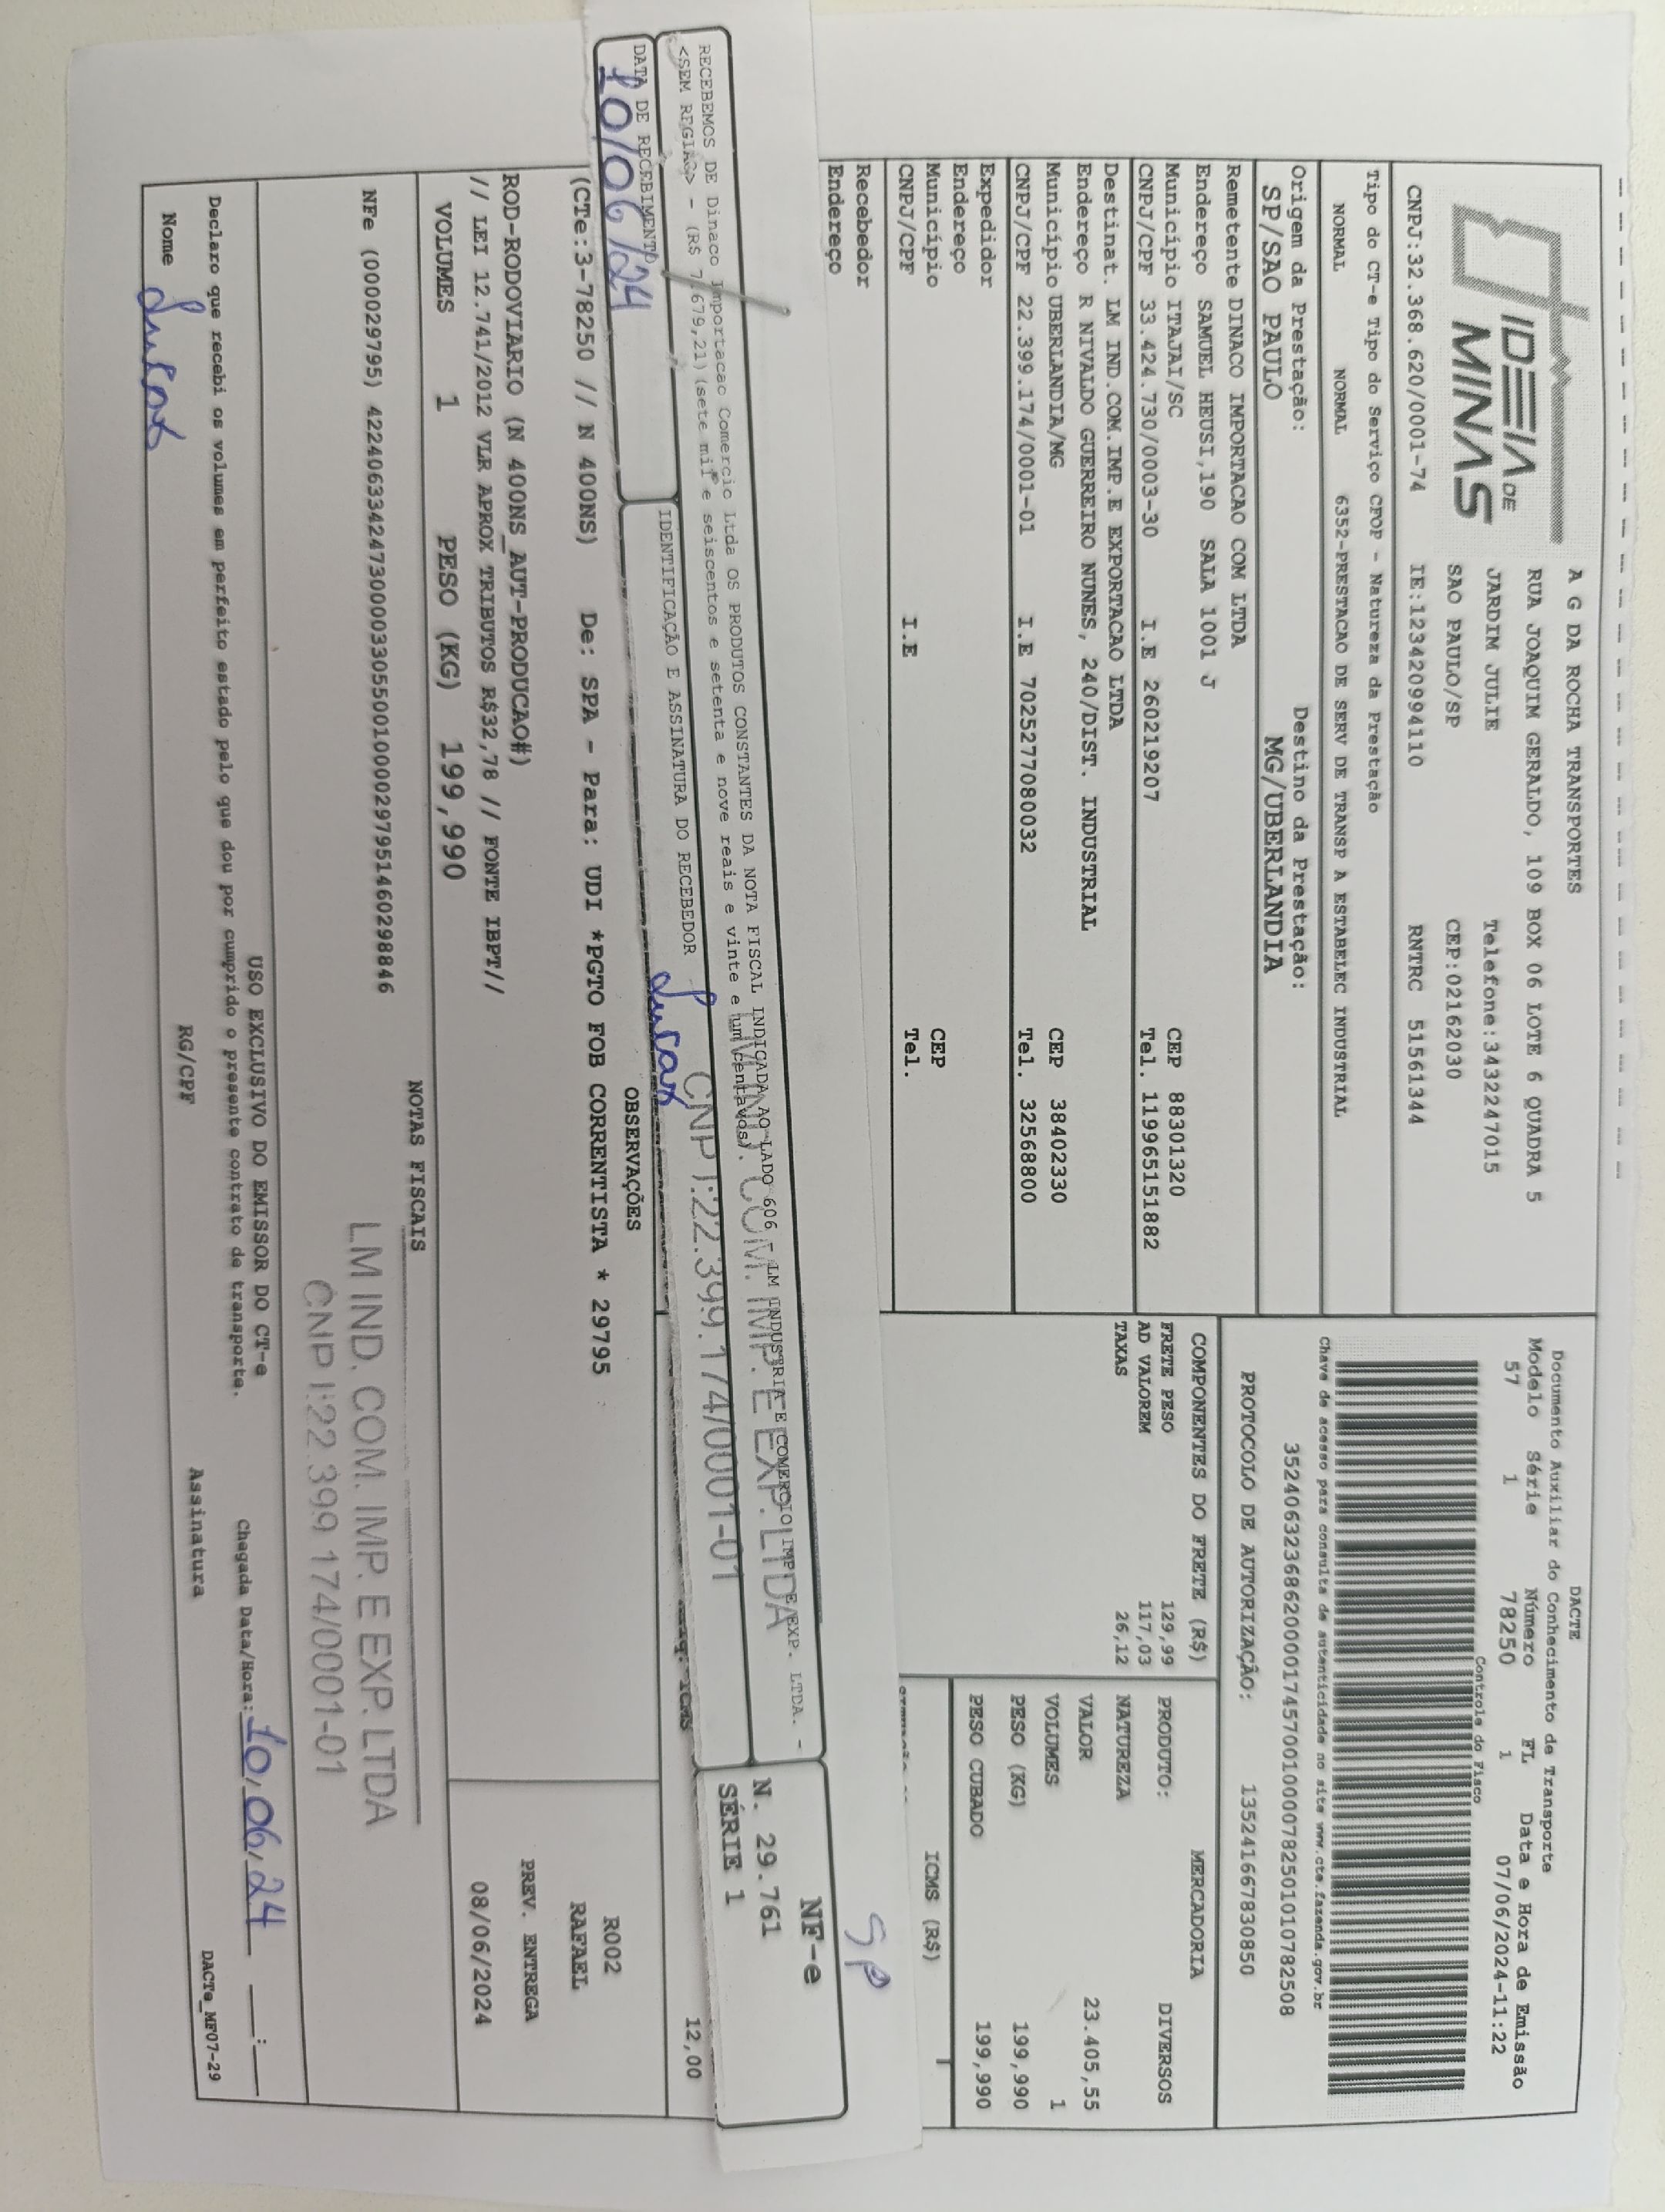 IDEIA DE
MINAS
A G DA ROCHA TRANSPORTES
RUA JOAQUIM GERALDO, 109 BOX 06 LOTE 6 QUADRA 5
JARDIM JULIE Telefone:3432247015
SAO PAULO/SP CEP:02162030
CNPJ:32.368.620/0001-74 IE:123420994110 RNTRC 51561344
Tipo do CT-e Tipo do Serviço CFOP - Natureza da Prestação
NORMAL NORMAL 6352-PRESTACAO DE SERV DE TRANSP A ESTABELEC INDUSTRIAL
Origem da Prestação: Destino da Prestação:
SP/SAO PAULO MG/UBERLANDIA
DACTE
Documento Auxiliar do Conhecimento de Transporte
Modelo Série Número FL Data e Hora de Emissão
57 1 78250 1 07/06/2024-11:22
Controle do Fisco
Chave de acesso para consulta de autenticidade no site www.cte.fazenda.gov.br
35240632368620000174570010000782501010782508
PROTOCOLO DE AUTORIZAÇÃO: 135241667830850
Remetente DINACO IMPORTACAO COM LTDA
Endereço SAMUEL HEUSI,190 SALA 1001 J
Município ITAJAI/SC CEP 88301320
CNPJ/CPF 33.424.730/0003-30 I.E 260219207 Tel. 1199651551882
Destinat. LM IND.COM.IMP.E EXPORTACAO LTDA
Endereço R NIVALDO GUERREIRO NUNES, 240/DIST. INDUSTRIAL
Município UBERLANDIA/MG CEP 38402330
CNPJ/CPF 22.399.174/0001-01 I.E 7025277080032 Tel. 32568800
Expedidor
Endereço
Município CEP
CNPJ/CPF I.E Tel.
Recebedor
Endereço
COMPONENTES DO FRETE (R$)
FRETE PESO 129,99
AD VALOREM 117,03
TAXAS 26,12
MERCADORIA
PRODUTO: DIVERSOS
NATUREZA
VALOR 23.405,55
VOLUMES 1
PESO (KG) 199,990
PESO CUBADO 199,990
ICMS (R$)
SP
RECEBEMOS DE Dinaco Importacao Comercio Ltda OS PRODUTOS CONSTANTES DA NOTA FISCAL INDICADA AO LADO 606 - LM INDUSTRIA E COMERCIO IMP E EXP. LTDA. -
<SEM REGIAO> - (R$ 7.679,21) (sete mil e seiscentos e setenta e nove reais e vinte e um centavos).
DATA DE RECEBIMENTO
10/06/24
IDENTIFICAÇÃO E ASSINATURA DO RECEBEDOR
Lucas
LM IND. COM. IMP. E EXP. LTDA
CNPJ:22.399.174/0001-01
NF-e
N. 29.761
SÉRIE 1
12,00
OBSERVAÇÕES
(CTe:3-78250 // N 400NS) De: SPA - Para: UDI *PGTO FOB CORRENTISTA * 29795
ROD-RODOVIARIO (N 400NS_AUT-PRODUCAO#)
// LEI 12.741/2012 VLR APROX TRIBUTOS R$32,78 // FONTE IBPT//
R002
RAFAEL
PREV. ENTREGA
08/06/2024
VOLUMES 1 PESO (KG) 199,990
NOTAS FISCAIS
NFe (000029795) 42240633424730000330550010000297951460298846
LM IND. COM. IMP. E EXP. LTDA
CNPJ:22.399.174/0001-01
USO EXCLUSIVO DO EMISSOR DO CT-e
Declaro que recebi os volumes em perfeito estado pelo que dou por cumprido o presente contrato de transporte.
Chegada Data/Hora: 10/06/24 __:__
Nome Lucas RG/CPF Assinatura
DACTe_MF07-29